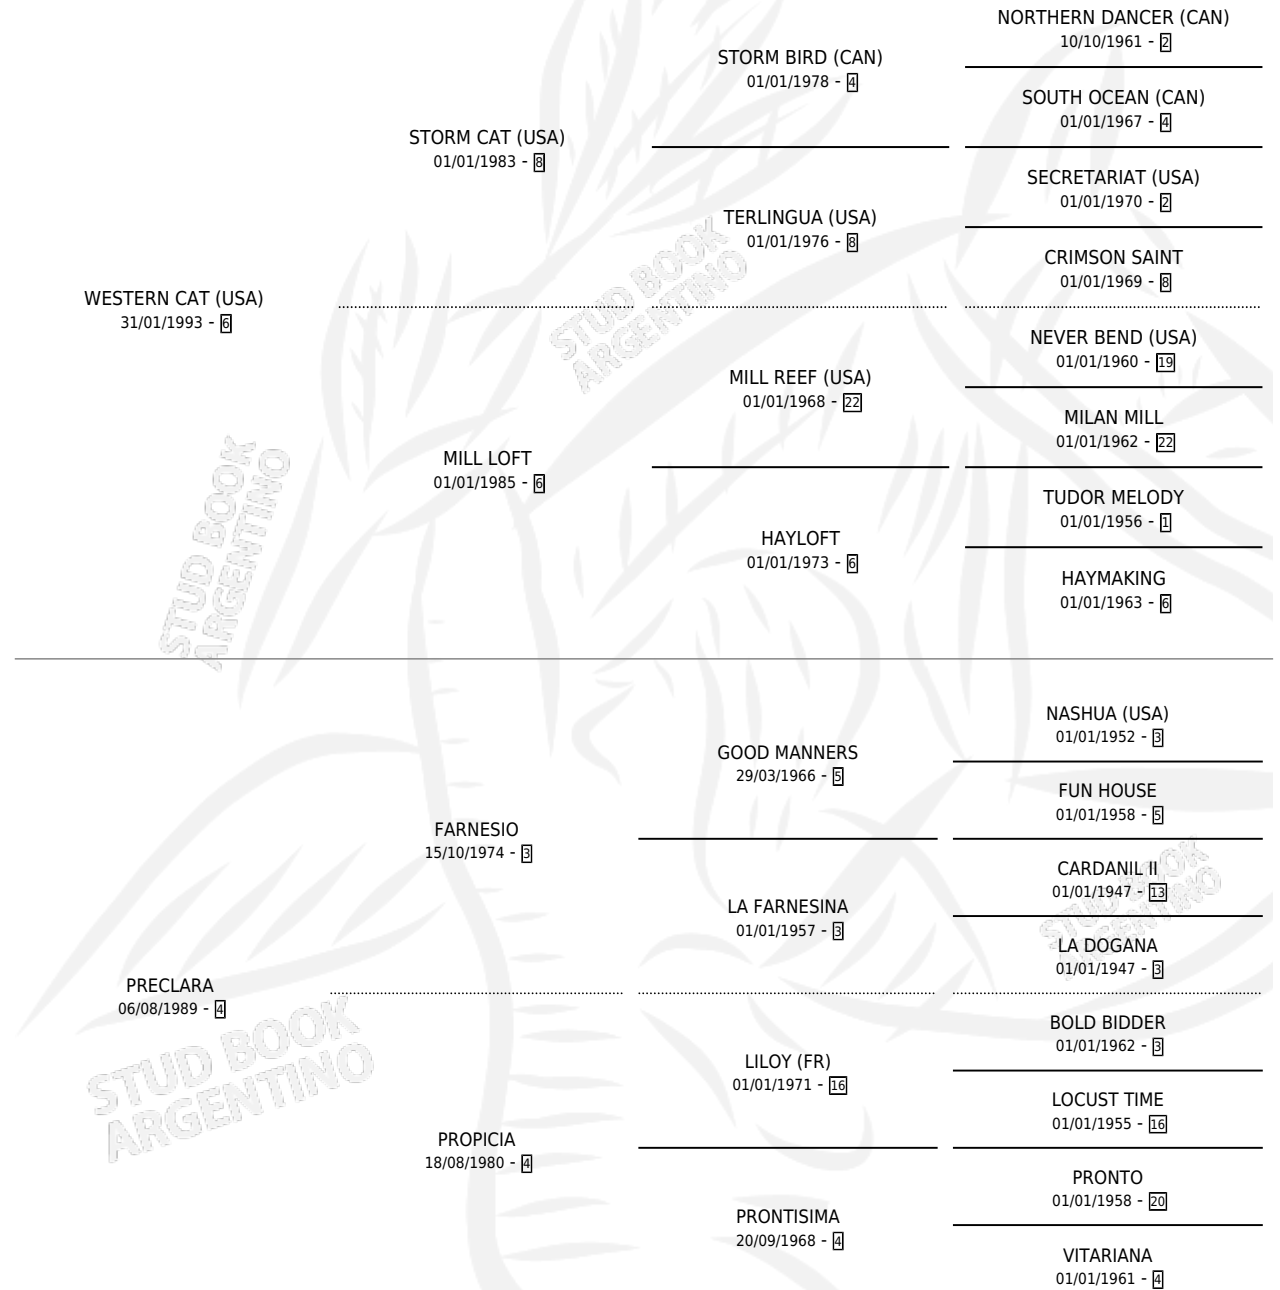 NORTHERN DANCER (CAN)
10/10/1961 - 2
STORM BIRD (CAN)
01/01/1978 - 4
SOUTH OCEAN (CAN)
01/01/1967 - 4
STORM CAT (USA)
01/01/1983 - 8
SECRETARIAT (USA)
01/01/1970 - 2
TERLINGUA (USA)
01/01/1976 - 8
CRIMSON SAINT
01/01/1969 - 8
WESTERN CAT (USA)
31/01/1993 - 6
NEVER BEND (USA)
01/01/1960 - 19
MILL REEF (USA)
01/01/1968 - 22
MILAN MILL
01/01/1962 - 22
MILL LOFT
01/01/1985 - 6
TUDOR MELODY
01/01/1956 - 1
HAYLOFT
01/01/1973 - 6
HAYMAKING
01/01/1963 - 6
NASHUA (USA)
01/01/1952 - 3
GOOD MANNERS
29/03/1966 - 5
FUN HOUSE
01/01/1958 - 5
FARNESIO
15/10/1974 - 3
CARDANIL II
01/01/1947 - 13
LA FARNESINA
01/01/1957 - 3
LA DOGANA
01/01/1947 - 3
PRECLARA
06/08/1989 - 4
BOLD BIDDER
01/01/1962 - 3
LILOY (FR)
01/01/1971 - 16
LOCUST TIME
01/01/1955 - 16
PROPICIA
18/08/1980 - 4
PRONTO
01/01/1958 - 20
PRONTISIMA
20/09/1968 - 4
VITARIANA
01/01/1961 - 4
STUD BOOK
ARGENTINO
STUD BOOK
ARGENTINO
STUD BOOK
ARGENTINO
STUD BOOK
ARGENTINO